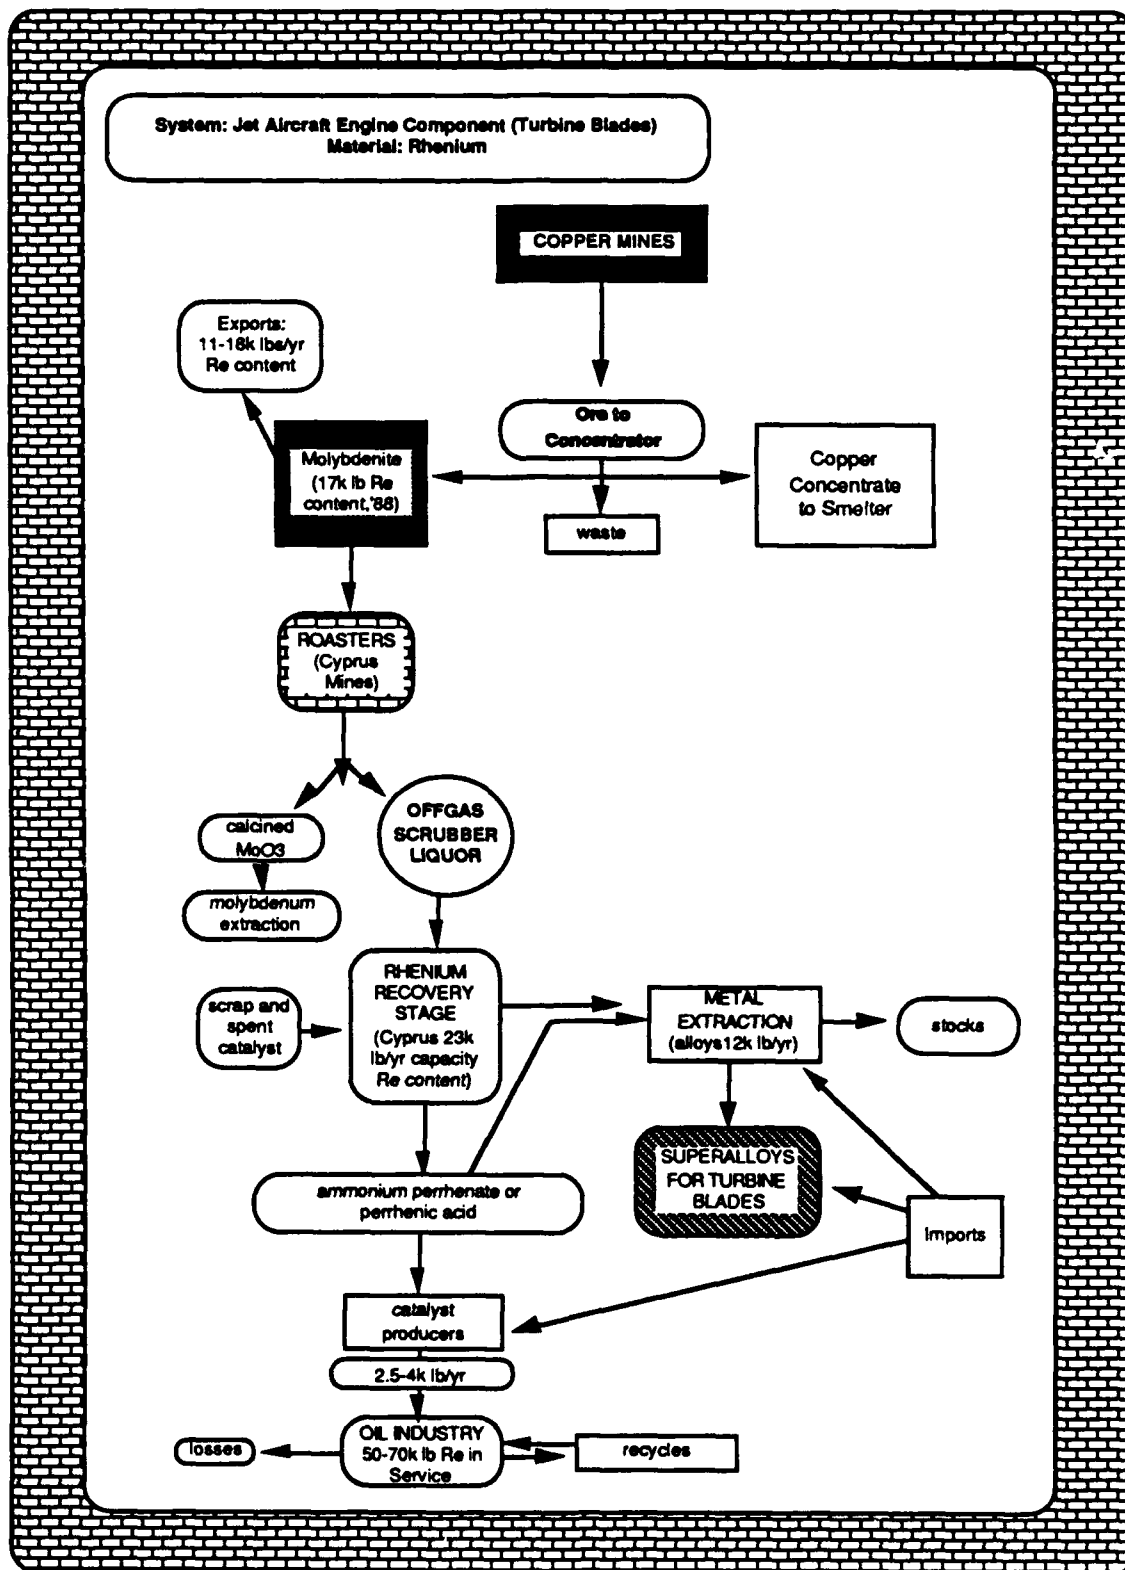 System: Jet Aircraft Engine Component (Turbine Blades)
Material: Rhenium
COPPER MINES
Exports:
11-18k lbs/yr
Re content
Ore to
Concentrator
Molybdenite
(17k lb Re
content,'88)
Copper
Concentrate
to Smelter
waste
ROASTERS
(Cyprus
Mines)
OFFGAS
SCRUBBER
LIQUOR
calcined
MoO3
molybdenum
extraction
RHENIUM
RECOVERY
STAGE
(Cyprus 23k
lb/yr capacity
Re content)
scrap and
spent
catalyst
METAL
EXTRACTION
(alloys12k lb/yr)
stocks
SUPERALLOYS
FOR TURBINE
BLADES
ammonium perrhenate or
perrhenic acid
Imports
catalyst
producers
2.5-4k lb/yr
OIL INDUSTRY
50-70k lb Re in
Service
losses
recycles